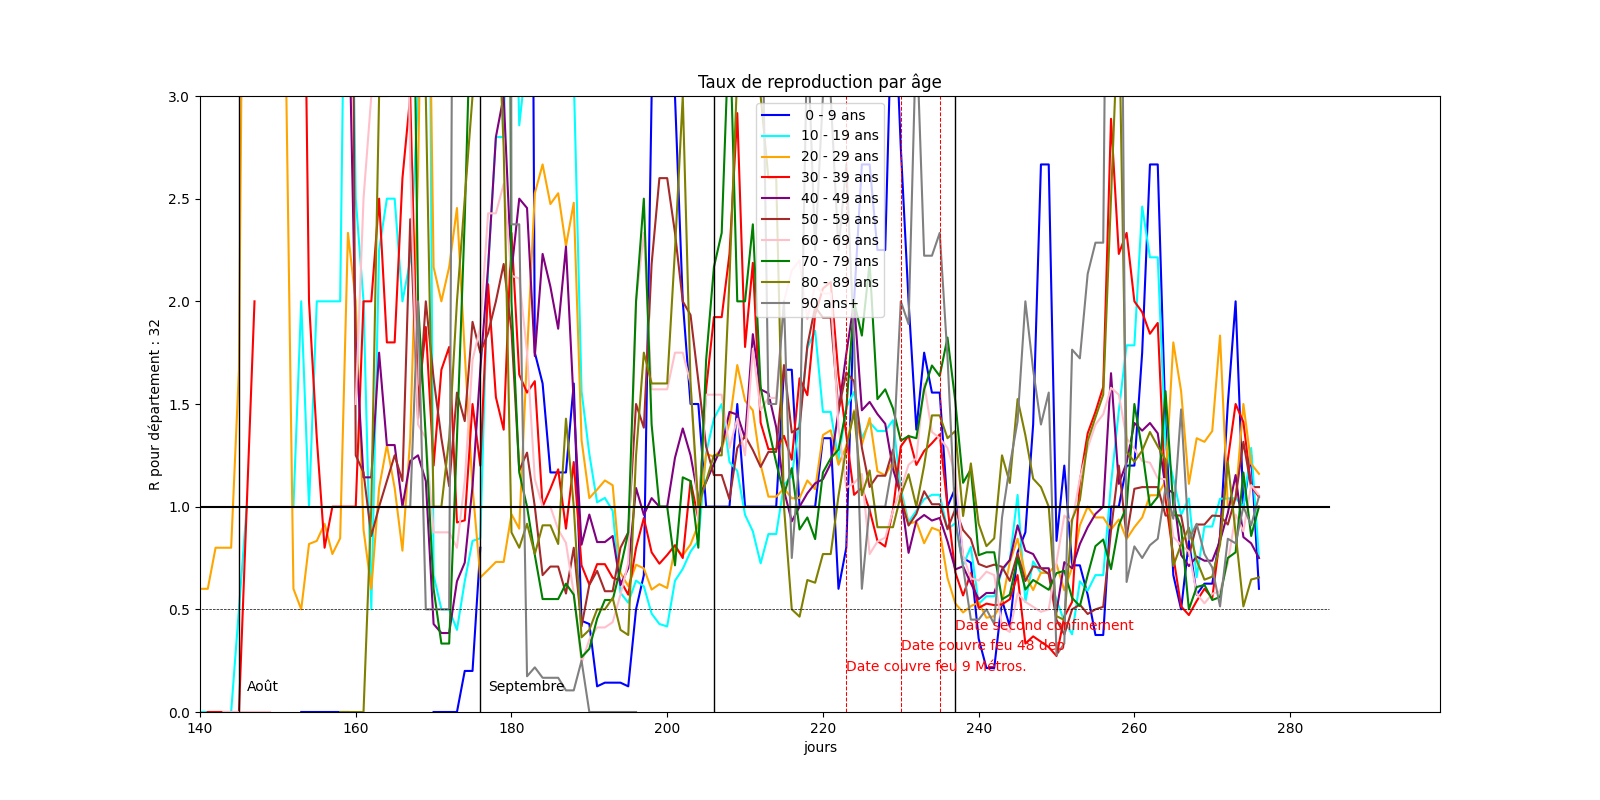 Taux de reproduction par âge
3.0
2.5
2.0
1.5
1.0
0.5
0.0
R pour département : 32
0 - 9 ans
10 - 19 ans
20 - 29 ans
30 - 39 ans
40 - 49 ans
50 - 59 ans
60 - 69 ans
70 - 79 ans
80 - 89 ans
90 ans+
Date second confinement
Date couvre feu 48 dep
Date couvre feu 9 Métros.
Août
Septembre
140
160
180
200
220
240
260
280
jours